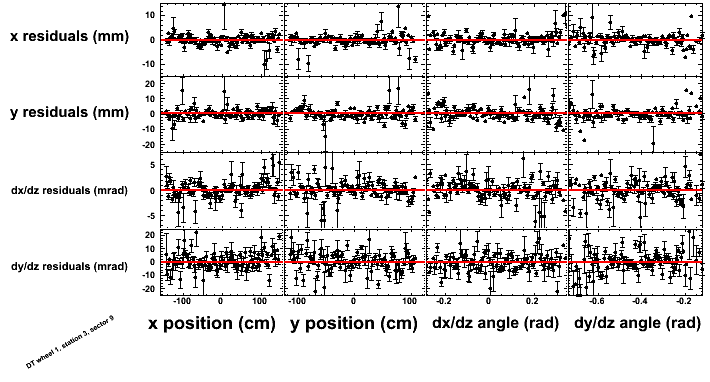 x residuals (mm)
10
0
-10
y residuals (mm)
20
10
0
-10
-20
dx/dz residuals (mrad)
5
0
-5
dy/dz residuals (mrad)
20
10
0
-10
-20
-100 0 100 -100 0 100 -0.2 0 0.2 -0.6 -0.4 -0.2
x position (cm) y position (cm) dx/dz angle (rad) dy/dz angle (rad)
DT wheel 1, station 3, sector 9